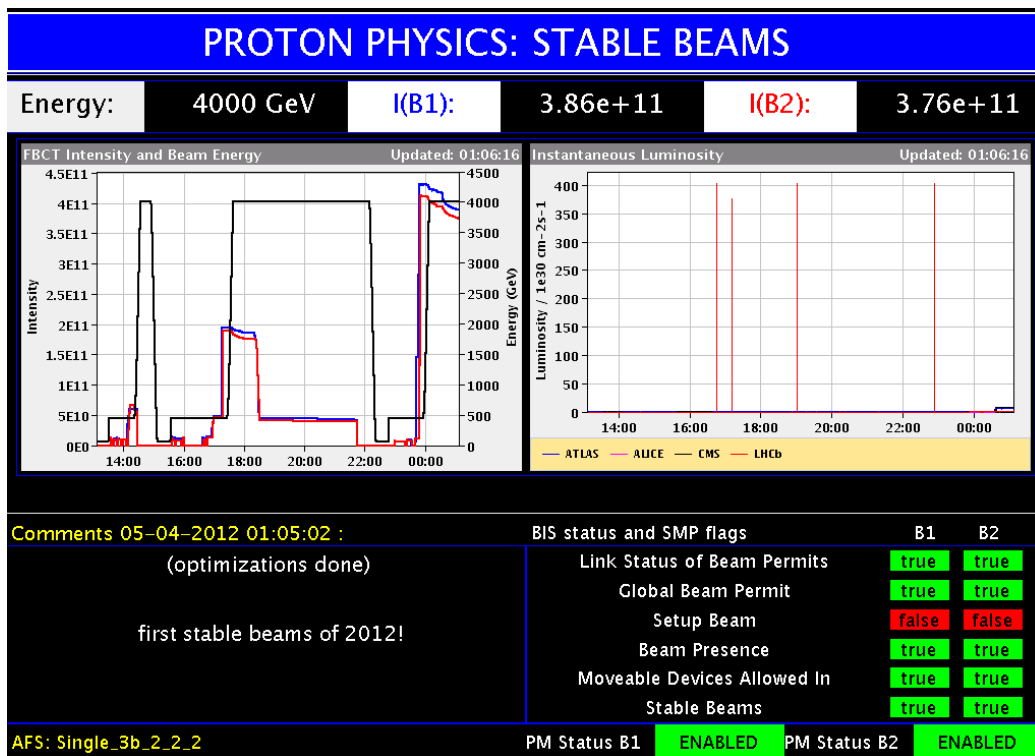 PROTON PHYSICS: STABLE BEAMS
Energy: 4000 GeV I(B1): 3.86e+11 I(B2): 3.76e+11
FBCT Intensity and Beam Energy Updated: 01:06:16
4.5E11
4E11
3.5E11
3E11
2.5E11
2E11
1.5E11
1E11
5E10
0E0
Intensity
4500
4000
3500
3000
2500
2000
1500
1000
500
0
Energy (GeV)
14:00 16:00 18:00 20:00 22:00 00:00
Instantaneous Luminosity Updated: 01:06:16
400
350
300
250
200
150
100
50
0
Luminosity / 1e30 cm-2s-1
14:00 16:00 18:00 20:00 22:00 00:00
ATLAS ALICE CMS LHCb
Comments 05-04-2012 01:05:02 :
(optimizations done)
first stable beams of 2012!
BIS status and SMP flags B1 B2
Link Status of Beam Permits true true
Global Beam Permit true true
Setup Beam false false
Beam Presence true true
Moveable Devices Allowed In true true
Stable Beams true true
AFS: Single_3b_2_2_2 PM Status B1 ENABLED PM Status B2 ENABLED